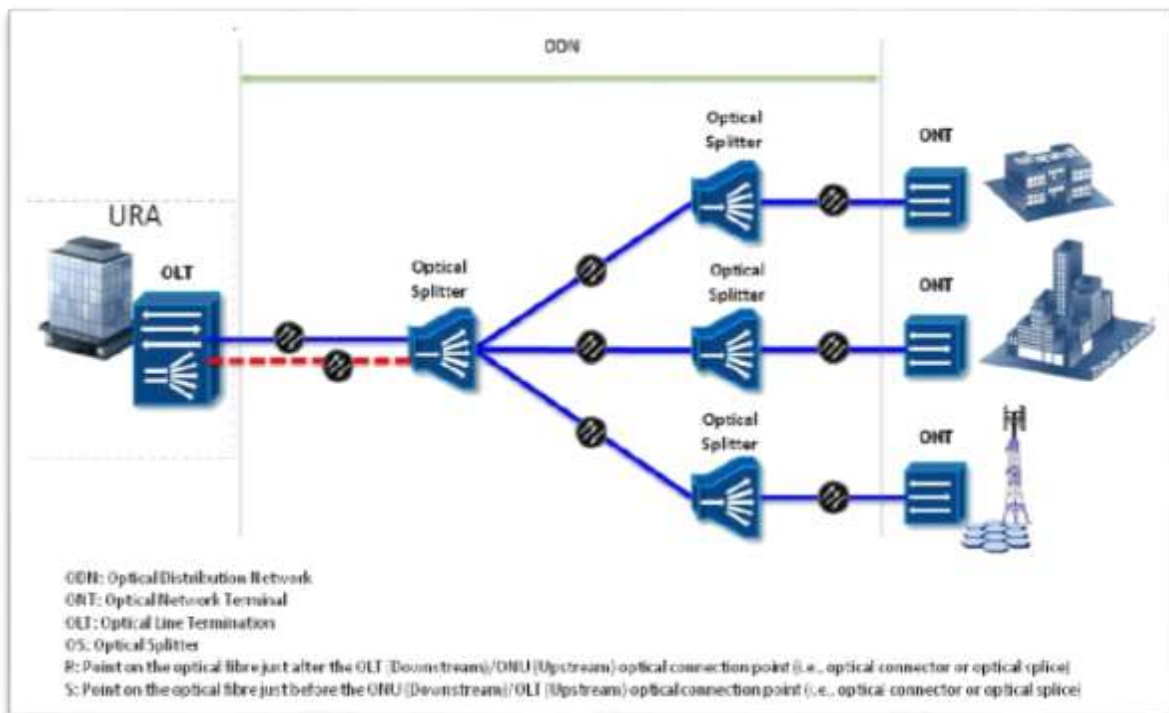 ODN
Optical
Splitter
ONT
URA
OLT
Optical
Splitter
Optical
Splitter
ONT
Optical
Splitter
ONT
ODN: Optical Distribution Network
ONT: Optical Network Terminal
OLT: Optical Line Termination
OS: Optical Splitter
R: Point on the optical fibre just after the OLT (Downstream)/ONU (Upstream) optical connection point (i.e., optical connector or optical splice)
S: Point on the optical fibre just before the ONU (Downstream)/OLT (Upstream) optical connection point (i.e., optical connector or optical splice)